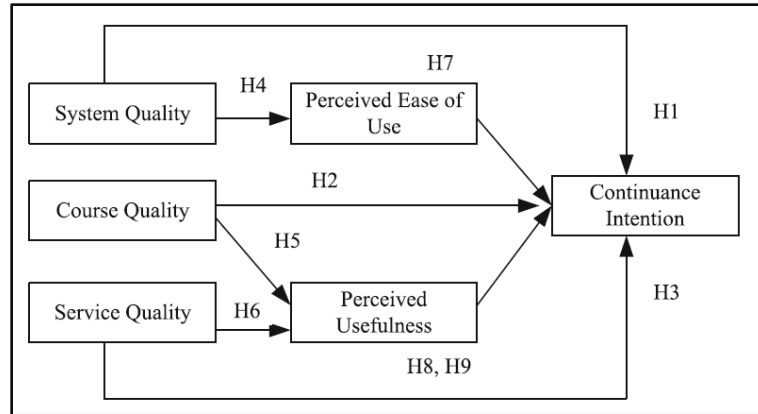 H7
H4
System Quality
Perceived Ease of
Use
H1
H2
Course Quality
Continuance
Intention
H5
Service Quality
H6
Perceived
Usefulness
H3
H8, H9